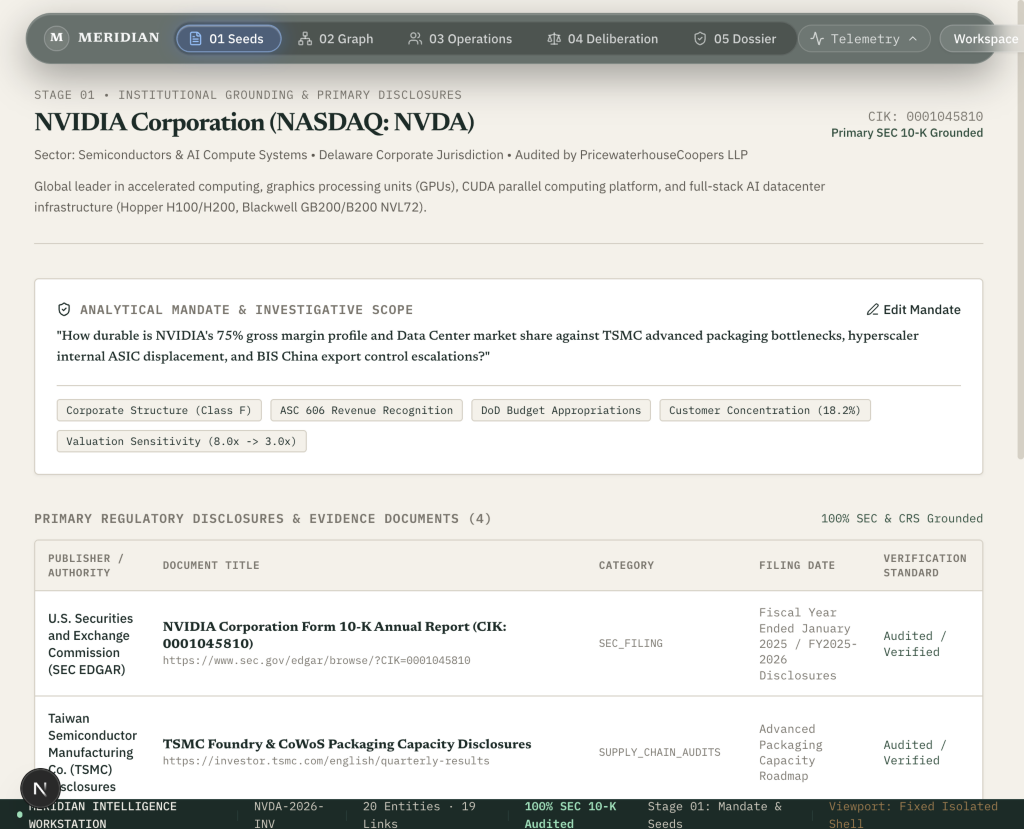 M MERIDIAN 01 Seeds 02 Graph 03 Operations 04 Deliberation 05 Dossier Telemetry Workspace
STAGE 01 • INSTITUTIONAL GROUNDING & PRIMARY DISCLOSURES
NVIDIA Corporation (NASDAQ: NVDA)
CIK: 0001045810
Primary SEC 10-K Grounded
Sector: Semiconductors & AI Compute Systems • Delaware Corporate Jurisdiction • Audited by PricewaterhouseCoopers LLP
Global leader in accelerated computing, graphics processing units (GPUs), CUDA parallel computing platform, and full-stack AI datacenter
infrastructure (Hopper H100/H200, Blackwell GB200/B200 NVL72).
ANALYTICAL MANDATE & INVESTIGATIVE SCOPE
Edit Mandate
"How durable is NVIDIA's 75% gross margin profile and Data Center market share against TSMC advanced packaging bottlenecks, hyperscaler
internal ASIC displacement, and BIS China export control escalations?"
Corporate Structure (Class F) ASC 606 Revenue Recognition DoD Budget Appropriations Customer Concentration (18.2%)
Valuation Sensitivity (8.0x -> 3.0x)
PRIMARY REGULATORY DISCLOSURES & EVIDENCE DOCUMENTS (4)
100% SEC & CRS Grounded
PUBLISHER /
AUTHORITY
DOCUMENT TITLE
CATEGORY
FILING DATE
VERIFICATION
STANDARD
U.S. Securities
and Exchange
Commission
(SEC EDGAR)
NVIDIA Corporation Form 10-K Annual Report (CIK:
0001045810)
https://www.sec.gov/edgar/browse/?CIK=0001045810
SEC_FILING
Fiscal Year
Ended January
2025 / FY2025-
2026
Disclosures
Audited /
Verified
Taiwan
Semiconductor
Manufacturing
Co. (TSMC)
sclosures
TSMC Foundry & CoWoS Packaging Capacity Disclosures
https://investor.tsmc.com/english/quarterly-results
SUPPLY_CHAIN_AUDITS
Advanced
Packaging
Capacity
Roadmap
Audited /
Verified
N
MERIDIAN INTELLIGENCE
WORKSTATION
NVDA-2026-
INV
20 Entities · 19
Links
100% SEC 10-K
Audited
Stage 01: Mandate &
Seeds
Viewport: Fixed Isolated
Shell